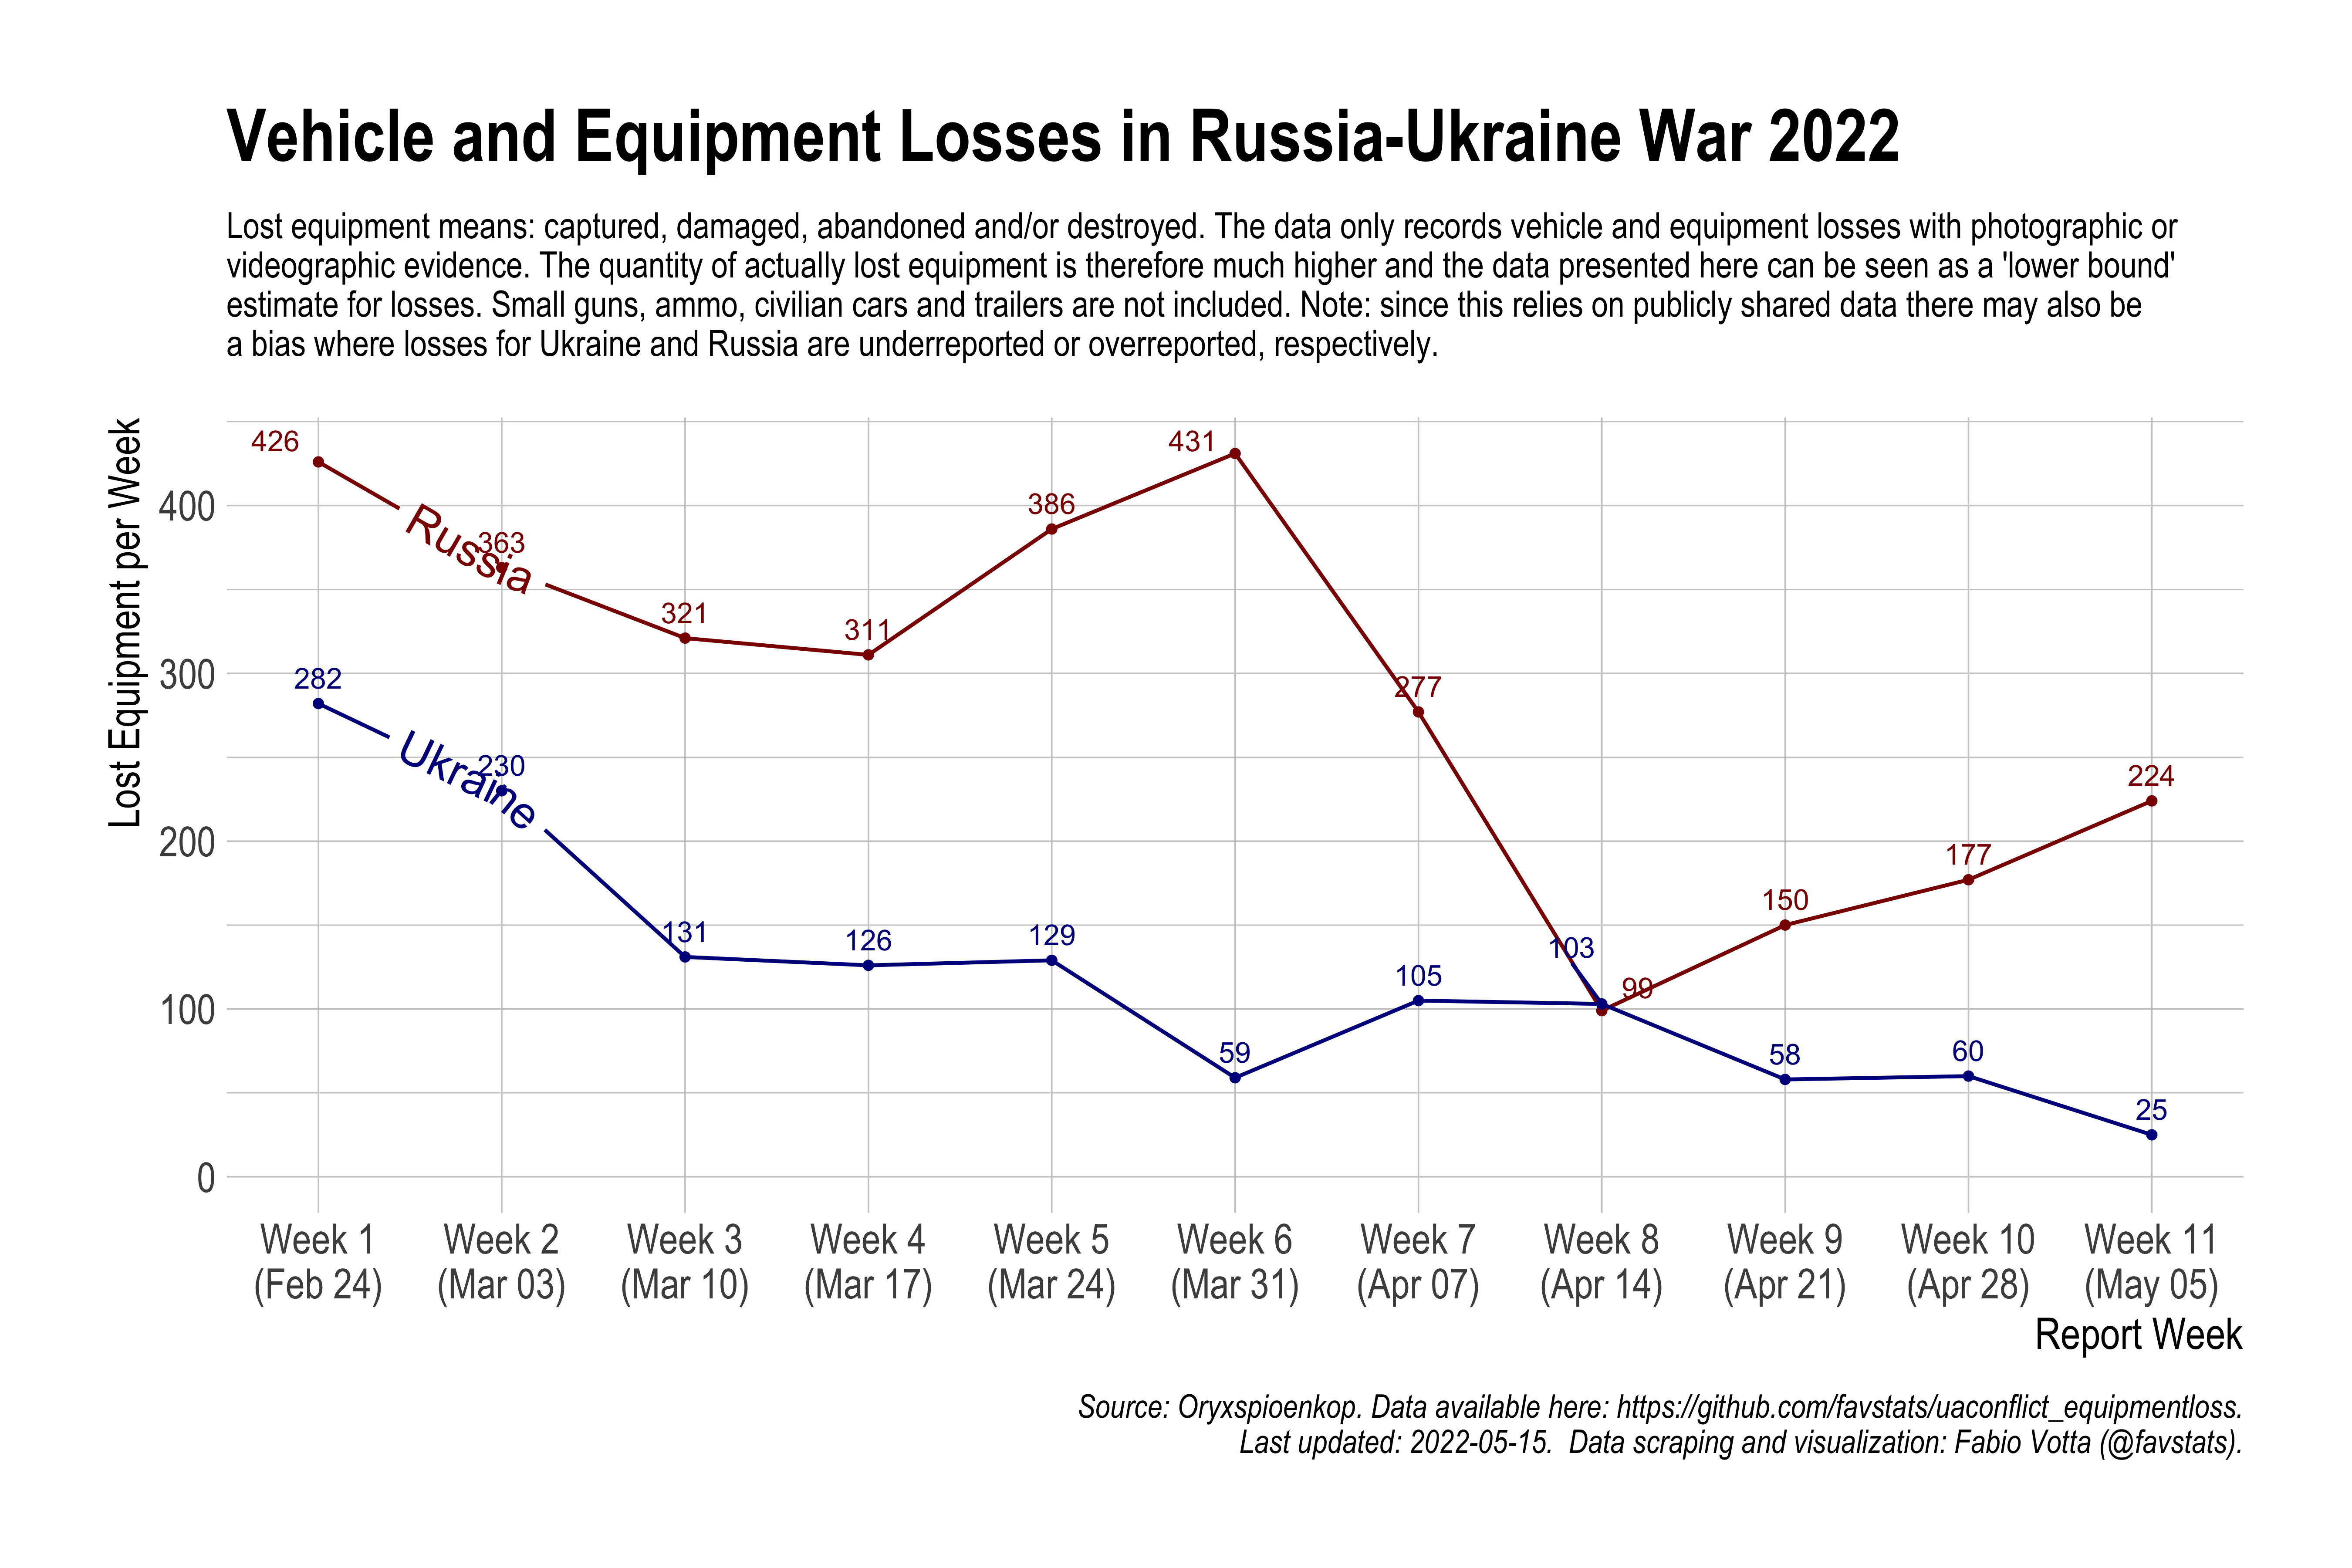 Vehicle and Equipment Losses in Russia-Ukraine War 2022
Lost equipment means: captured, damaged, abandoned and/or destroyed. The data only records vehicle and equipment losses with photographic or
videographic evidence. The quantity of actually lost equipment is therefore much higher and the data presented here can be seen as a 'lower bound'
estimate for losses. Small guns, ammo, civilian cars and trailers are not included. Note: since this relies on publicly shared data there may also be
a bias where losses for Ukraine and Russia are underreported or overreported, respectively.
Lost Equipment per Week
400
300
200
100
0
Russia
426
363
321
311
386
431
277
99
150
177
224
Ukraine
282
230
131
126
129
59
105
103
58
60
25
Week 1 Week 2 Week 3 Week 4 Week 5 Week 6 Week 7 Week 8 Week 9 Week 10 Week 11
(Feb 24) (Mar 03) (Mar 10) (Mar 17) (Mar 24) (Mar 31) (Apr 07) (Apr 14) (Apr 21) (Apr 28) (May 05)
Report Week
Source: Oryxspioenkop. Data available here: https://github.com/favstats/uaconflict_equipmentloss.
Last updated: 2022-05-15.  Data scraping and visualization: Fabio Votta (@favstats).